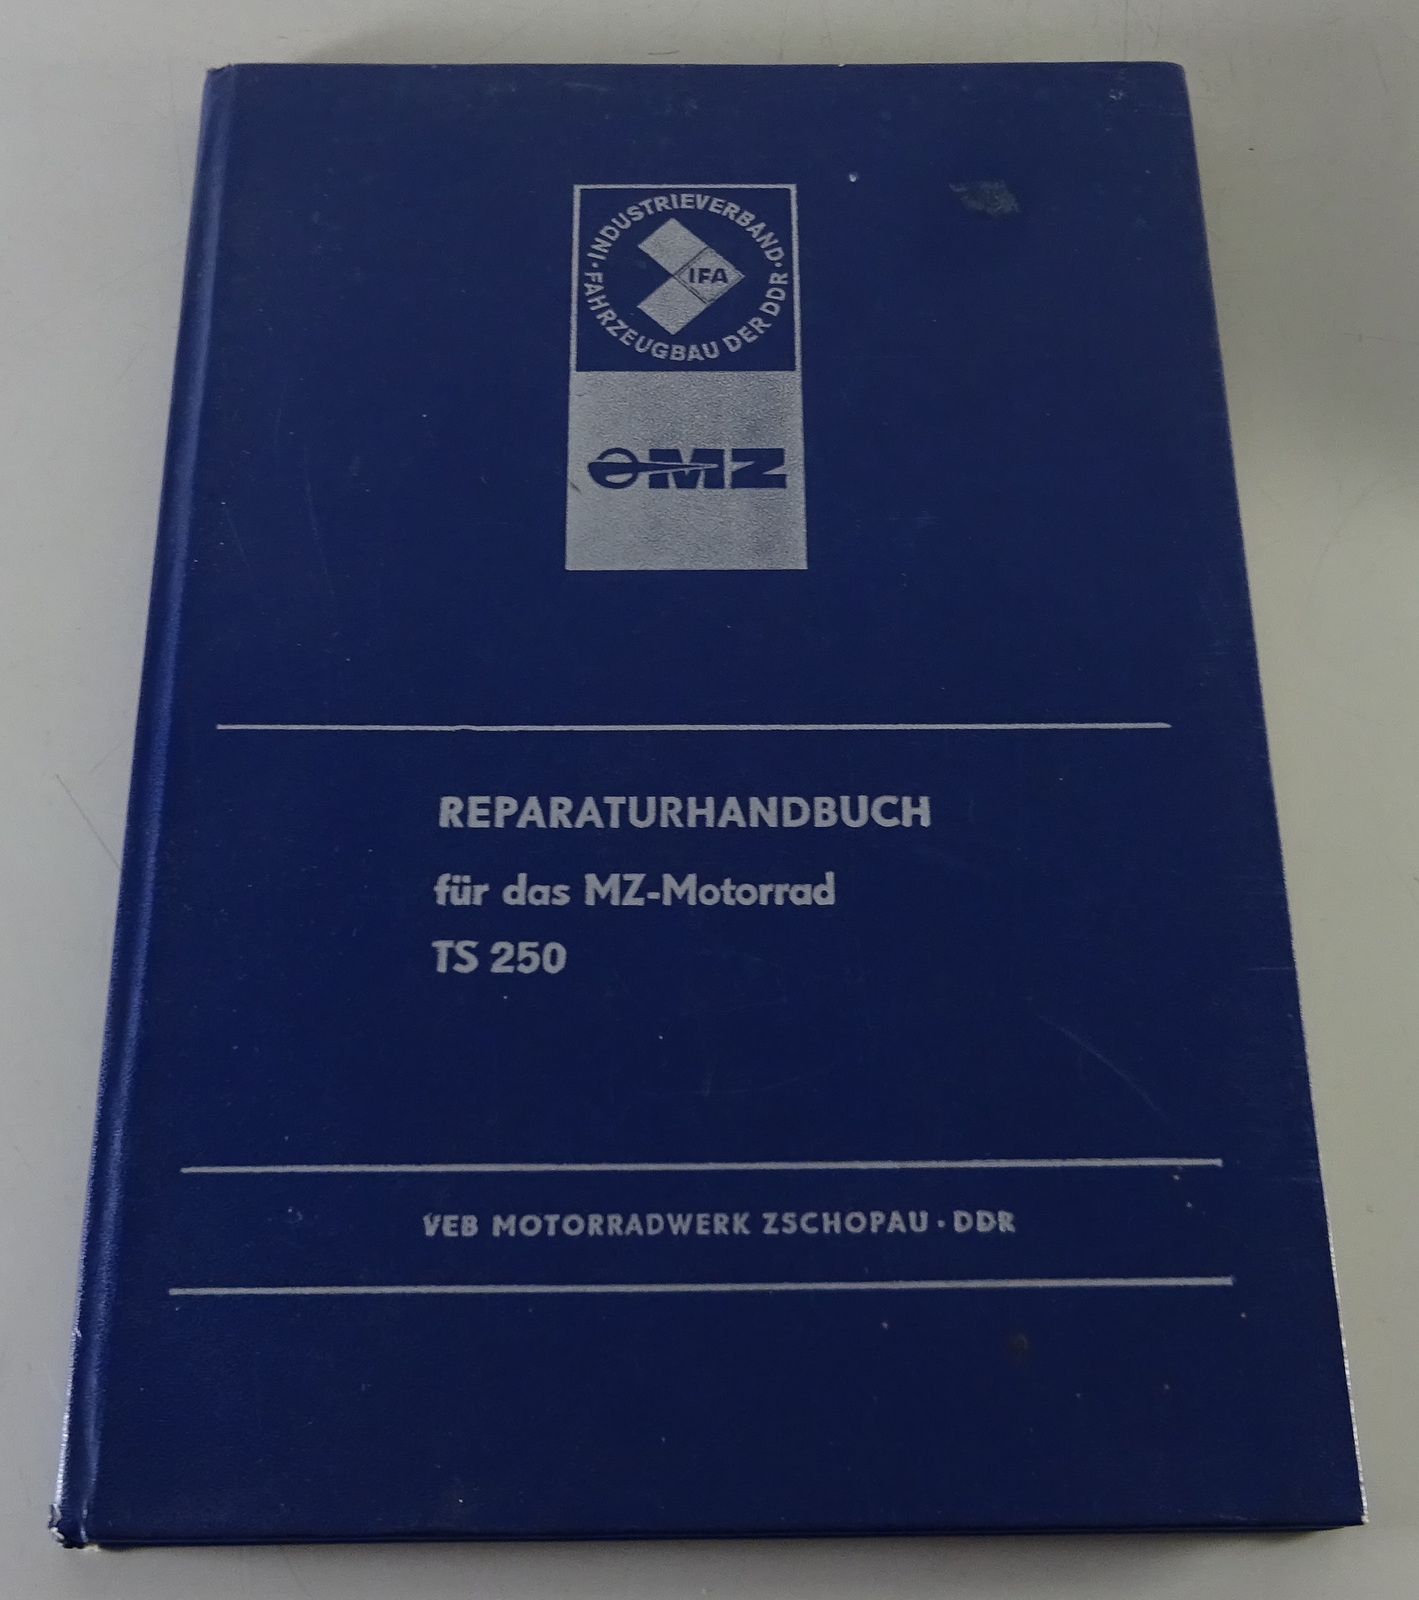 INDUSTRIEVERBAND
FAHRZEUGBAU DER DDR
IFA
MZ
REPARATURHANDBUCH
für das MZ-Motorrad
TS 250
VEB MOTORRADWERK ZSCHOPAU · DDR